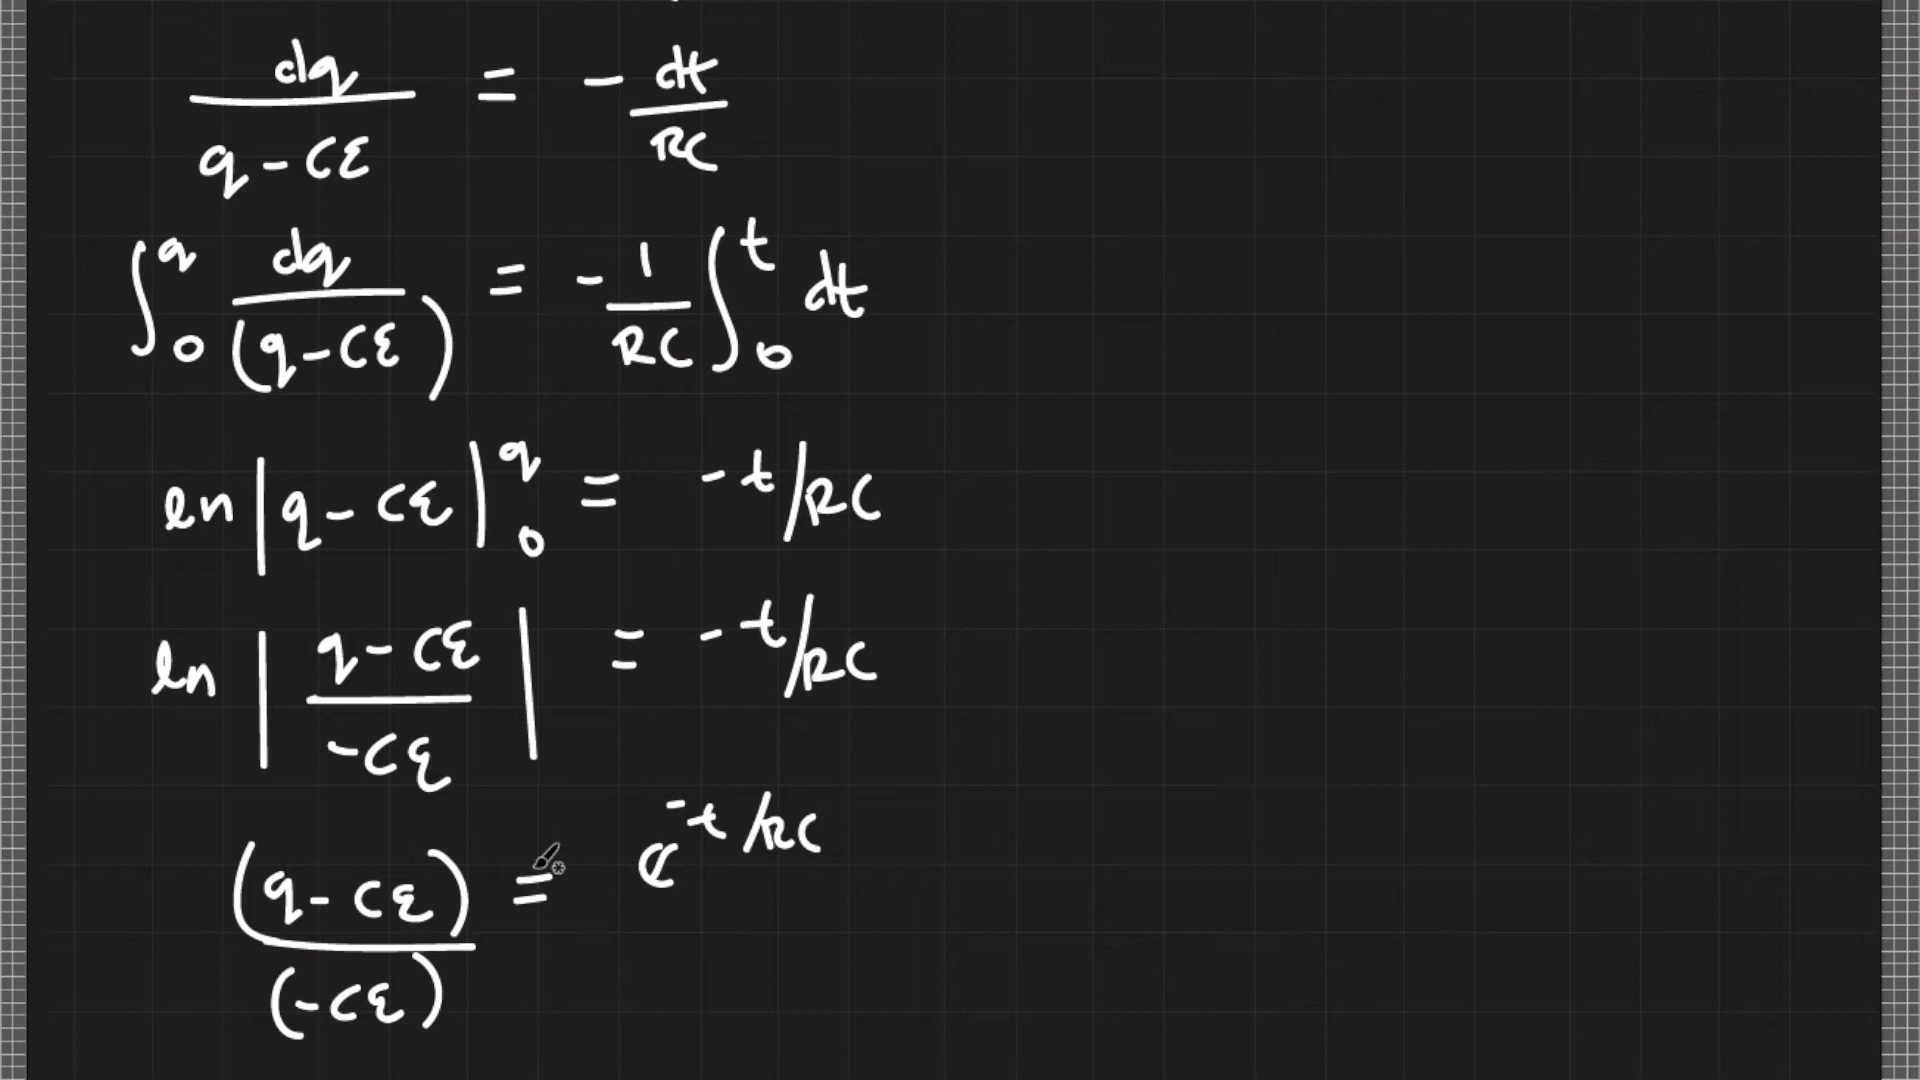 dq/(q - Cε) = - dt/RC
∫₀^q dq/(q - Cε) = - 1/RC ∫₀^t dt
ln|q - Cε|₀^q = -t/RC
ln|(q - Cε)/(-Cε)| = -t/RC
(q - Cε)/(-Cε) = e^(-t/RC)